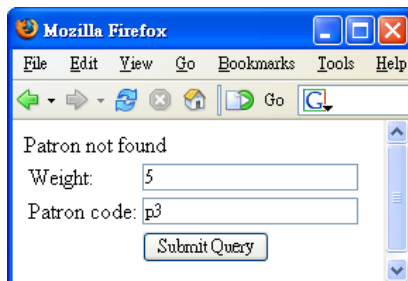 Mozilla Firefox
File Edit View Go Bookmarks Tools Help
Go G
Patron not found
Weight: 5
Patron code: p3
Submit Query